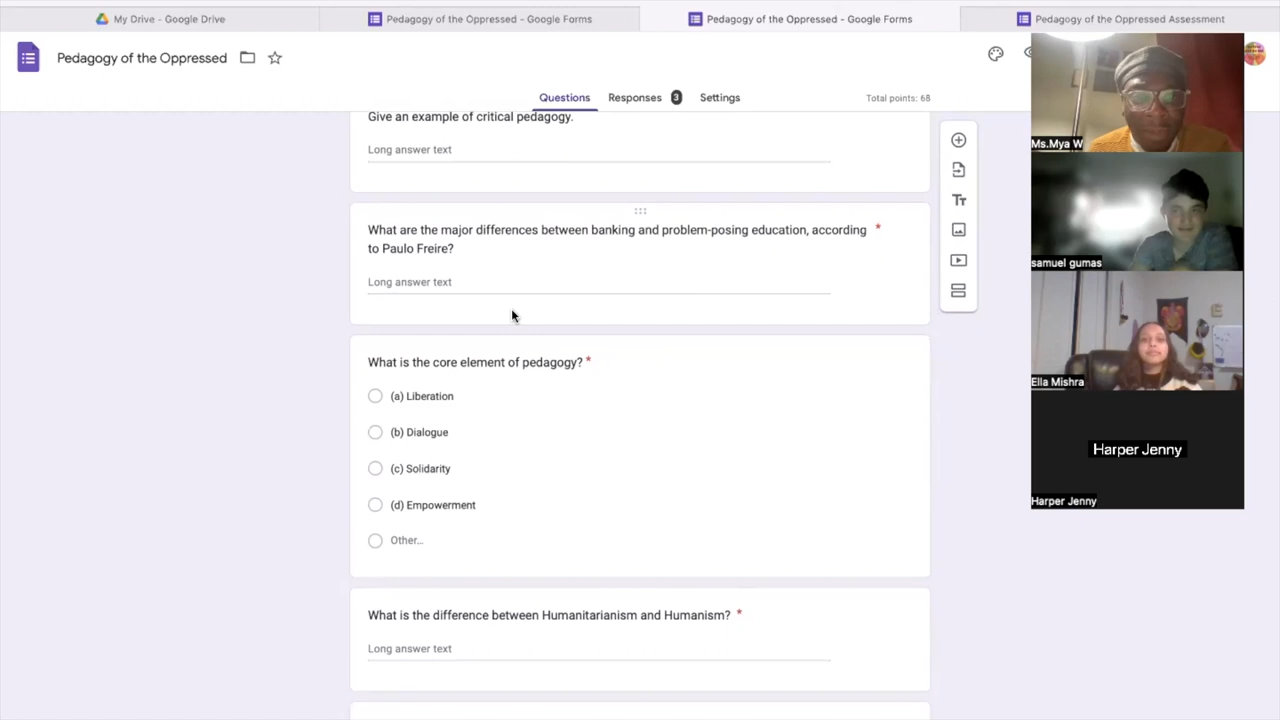 My Drive - Google Drive
Pedagogy of the Oppressed - Google Forms
Pedagogy of the Oppressed - Google Forms
Pedagogy of the Oppressed Assessment
Pedagogy of the Oppressed
Questions
Responses 3
Settings
Total points: 68
Give an example of critical pedagogy.
Long answer text
What are the major differences between banking and problem-posing education, according *
to Paulo Freire?
Long answer text
What is the core element of pedagogy? *
(a) Liberation
(b) Dialogue
(c) Solidarity
(d) Empowerment
Other...
What is the difference between Humanitarianism and Humanism? *
Long answer text
Tt
Ms.Mya W
samuel gumas
Ella Mishra
Harper Jenny
Harper Jenny